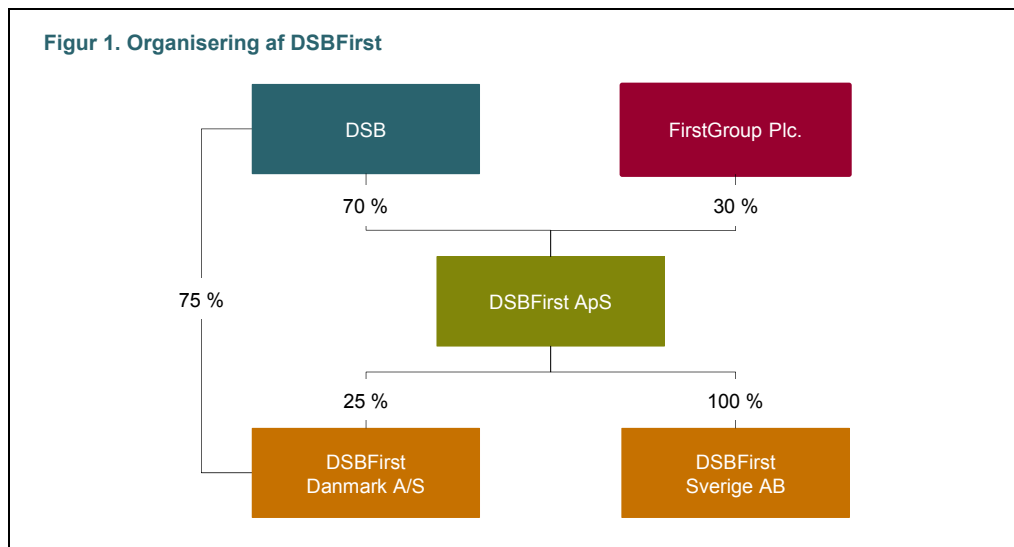 Figur 1. Organisering af DSBFirst
DSB
FirstGroup Plc.
70 %
30 %
75 %
DSBFirst ApS
25 %
100 %
DSBFirst
Danmark A/S
DSBFirst
Sverige AB